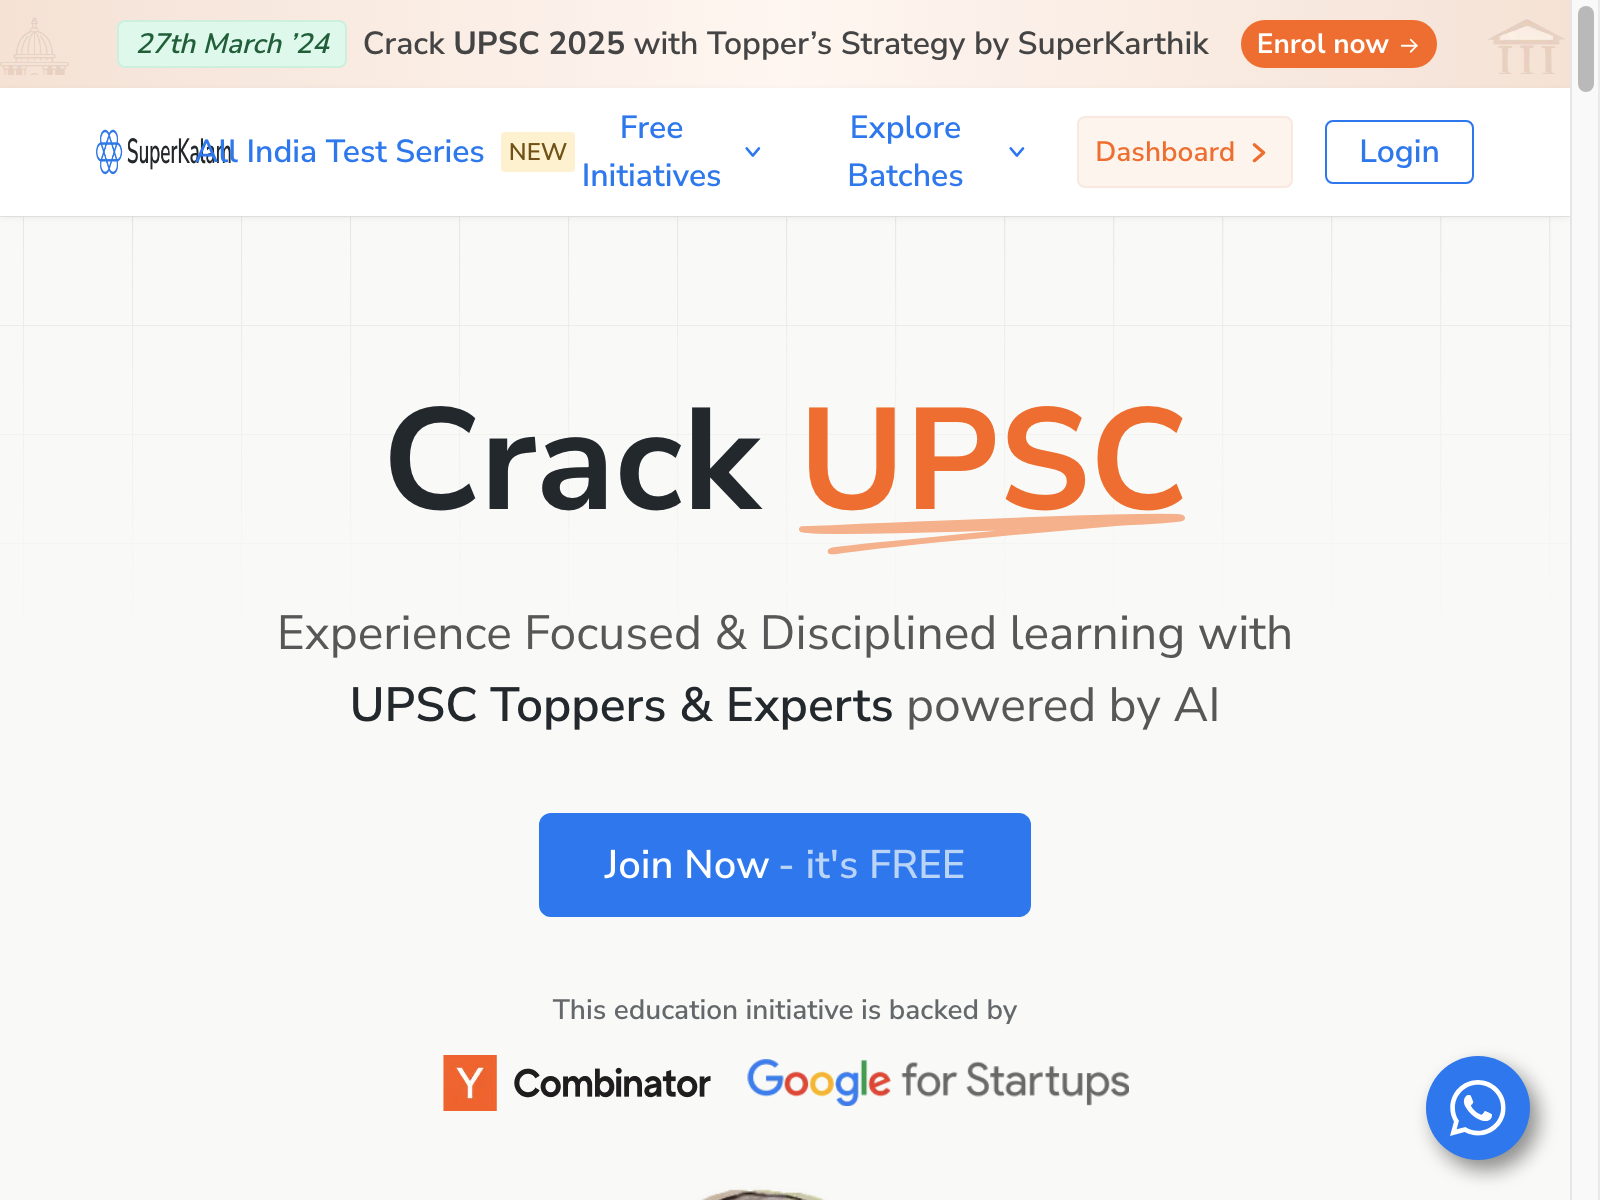 27th March ’24 Crack UPSC 2025 with Topper’s Strategy by SuperKarthik Enrol now →
SuperKalam All India Test Series NEW Free Initiatives Explore Batches Dashboard Login
Crack UPSC
Experience Focused & Disciplined learning with
UPSC Toppers & Experts powered by AI
Join Now - it's FREE
This education initiative is backed by
Y Combinator Google for Startups